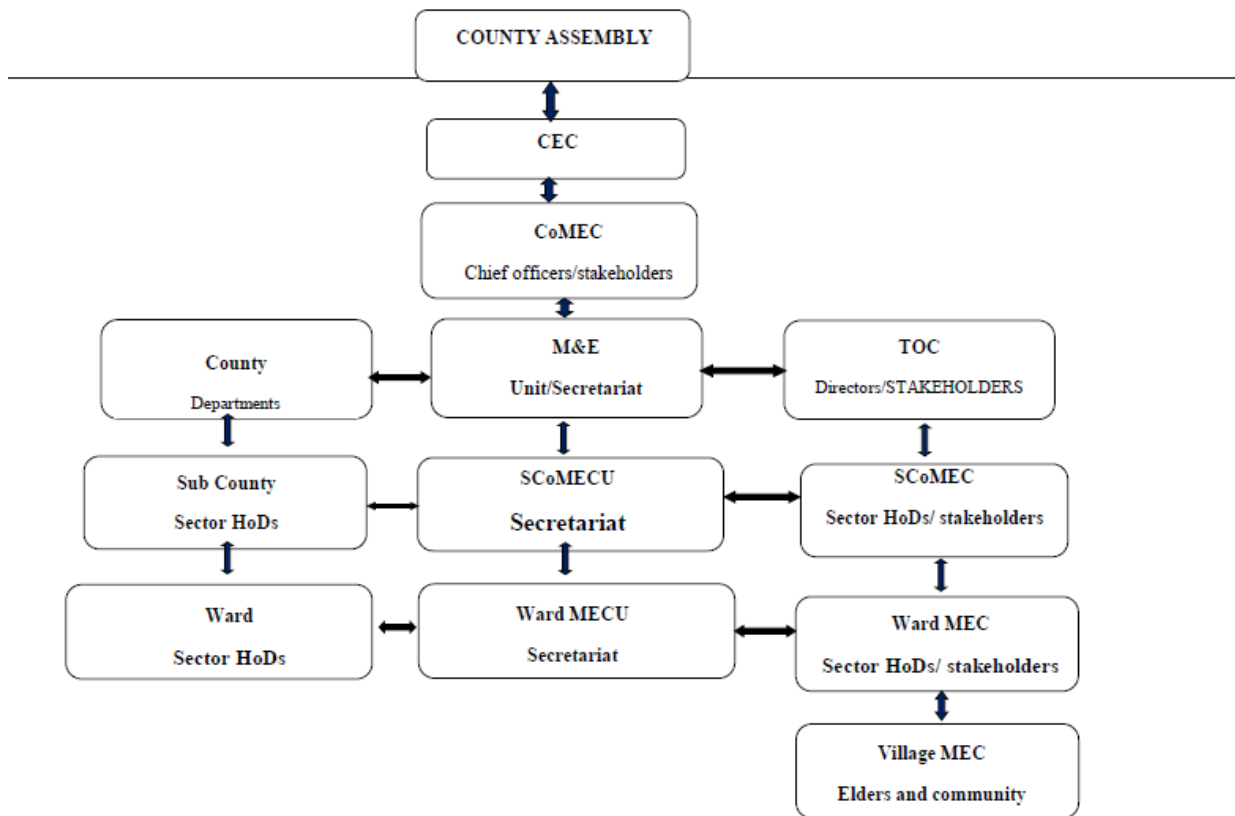 COUNTY ASSEMBLY
CEC
CoMEC
Chief officers/stakeholders
County
Departments
M&E
Unit/Secretariat
TOC
Directors/STAKEHOLDERS
Sub County
Sector HoDs
SCoMECU
Secretariat
SCoMEC
Sector HoDs/ stakeholders
Ward
Sector HoDs
Ward MECU
Secretariat
Ward MEC
Sector HoDs/ stakeholders
Village MEC
Elders and community